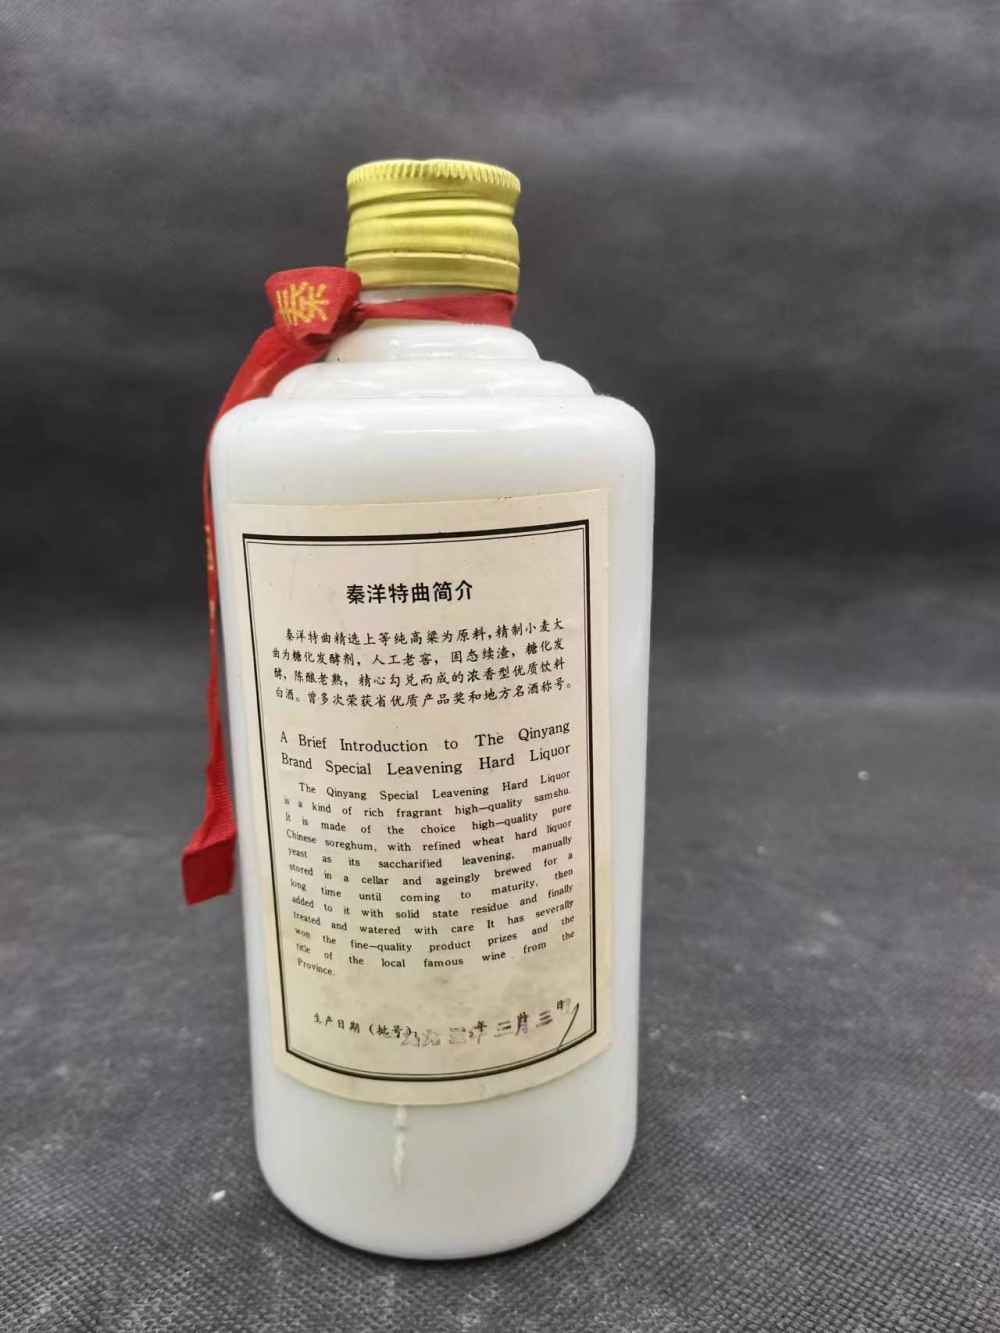 秦
秦洋特曲简介
秦洋特曲精选上等纯高粱为原料,精制小麦大
曲为糖化发酵剂,人工老窖,固态续渣,糖化发
酵,陈酿老熟,精心勾兑而成的浓香型优质饮料
白酒。曾多次荣获省优质产品奖和地方名酒称号。
A Brief Introduction to The Qinyang
Brand Special Leavening Hard Liquor
The Qinyang Special Leavening Hard Liquor
is a kind of rich fragrant high—quality samshu.
It is made of the choice high—quality pure
Chinese soreghum, with refined wheat hard liquor
yeast as its saccharified leavening, manually
stored in a cellar and ageingly brewed for a
long time until coming to maturity, then
added to it with solid state residue and finally
treated and watered with care It has severally
won the fine—quality product prizes and the
title of the local famous wine from the
Province.
生产日期(批号): 年 月 日